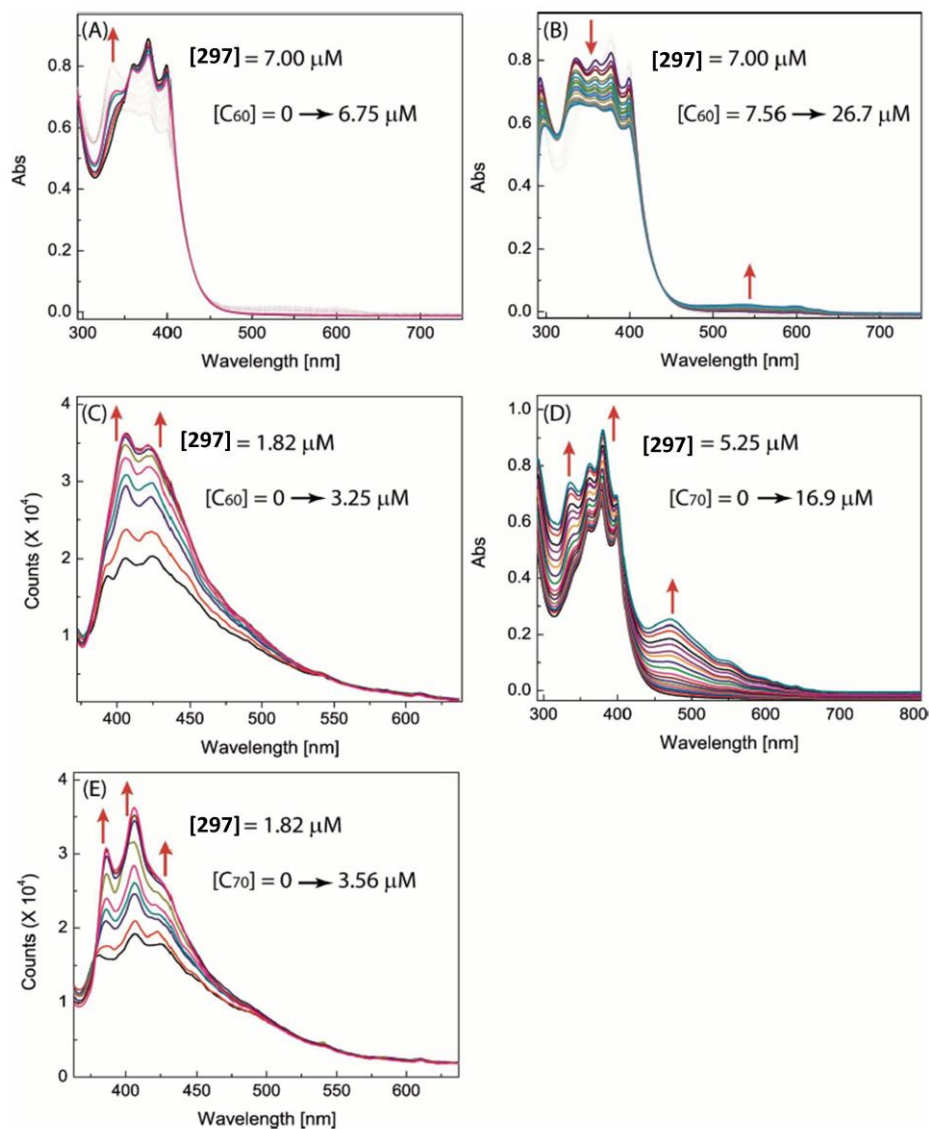 (A)
[297] = 7.00 µM
[C60] = 0 → 6.75 µM
Abs
0.8
0.6
0.4
0.2
0.0
300 400 500 600 700
Wavelength [nm]
(B)
[297] = 7.00 µM
[C60] = 7.56 → 26.7 µM
Abs
0.8
0.6
0.4
0.2
0.0
300 400 500 600 700
Wavelength [nm]
(C)
[297] = 1.82 µM
[C60] = 0 → 3.25 µM
Counts (X 10⁴)
4
3
2
1
400 450 500 550 600
Wavelength [nm]
(D)
[297] = 5.25 µM
[C70] = 0 → 16.9 µM
Abs
1.0
0.8
0.6
0.4
0.2
0.0
300 400 500 600 700 800
Wavelength [nm]
(E)
[297] = 1.82 µM
[C70] = 0 → 3.56 µM
Counts (X 10⁴)
4
3
2
1
0
400 450 500 550 600
Wavelength [nm]